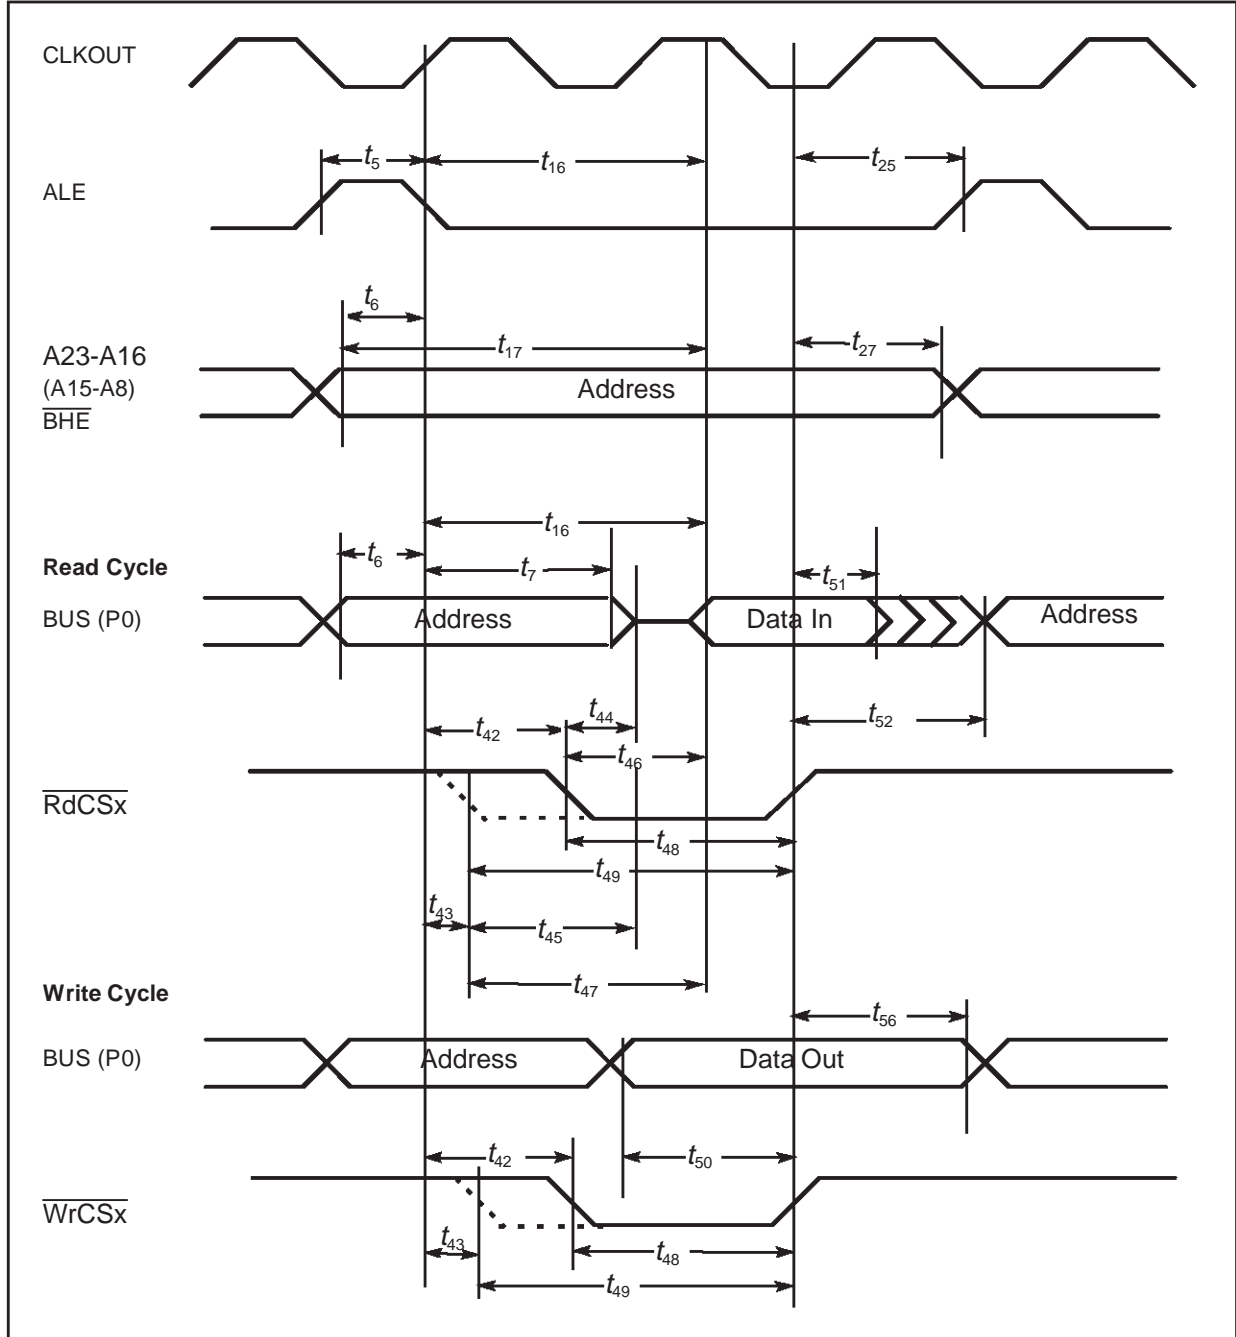 CLKOUT
t5
t16
t25
ALE
t6
t17
t27
A23-A16
(A15-A8)
BHE
Address
t16
t6
t7
t51
Read Cycle
BUS (P0)
Address
Data In
Address
t44
t42
t52
t46
RdCSx
t48
t49
t43
t45
t47
Write Cycle
t56
BUS (P0)
Address
Data Out
t42
t50
WrCSx
t43
t48
t49